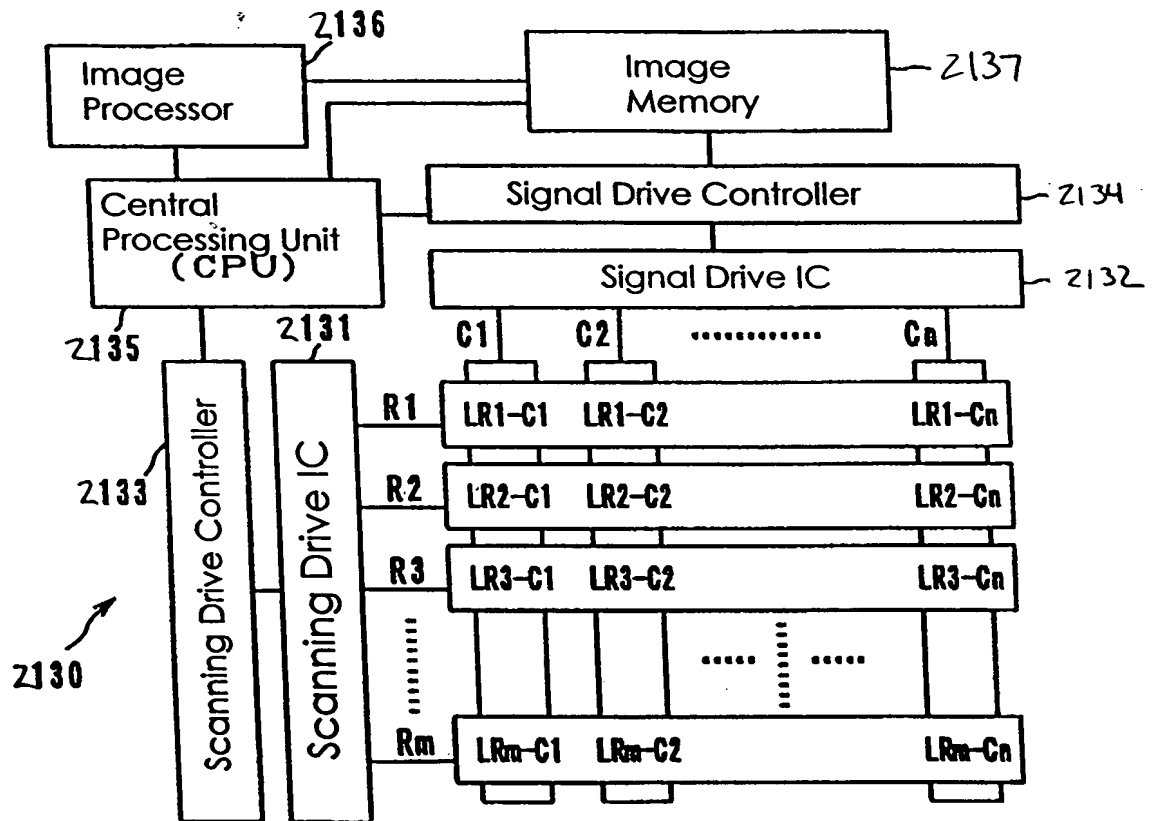 2136
Image
Processor
Image
Memory
2137
Central
Processing Unit
(CPU)
2135
Signal Drive Controller
2134
Signal Drive IC
2132
C1 C2 ............ Cn
2131
2133
Scanning Drive Controller
Scanning Drive IC
R1 LR1-C1 LR1-C2 LR1-Cn
R2 LR2-C1 LR2-C2 LR2-Cn
R3 LR3-C1 LR3-C2 LR3-Cn
2130
Rm LRm-C1 LRm-C2 LRm-Cn